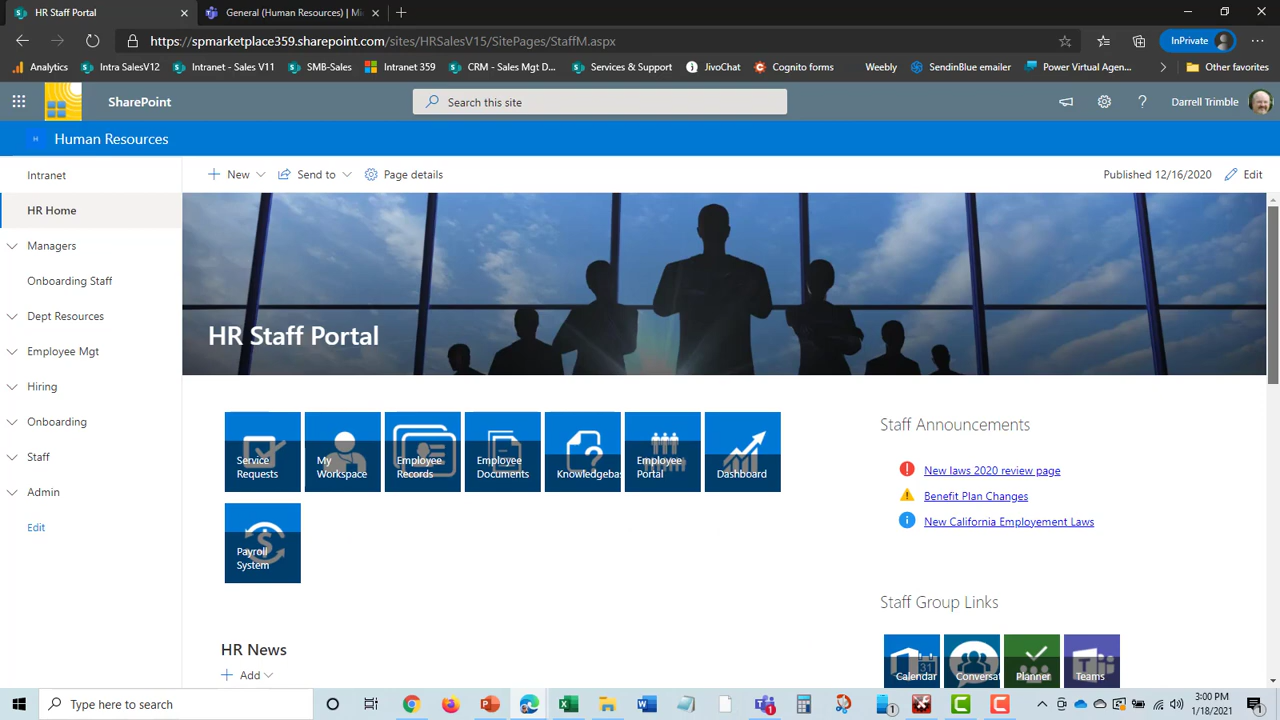 HR Staff Portal
General (Human Resources) | Mi
https://spmarketplace359.sharepoint.com/sites/HRSalesV15/SitePages/StaffM.aspx
InPrivate
Analytics
Intra SalesV12
Intranet - Sales V11
SMB-Sales
Intranet 359
CRM - Sales Mgt D...
Services & Support
JivoChat
Cognito forms
Weebly
SendinBlue emailer
Power Virtual Agen...
Other favorites
SharePoint
Search this site
Darrell Trimble
H
Human Resources
Intranet
HR Home
Managers
Onboarding Staff
Dept Resources
Employee Mgt
Hiring
Onboarding
Staff
Admin
Edit
New
Send to
Page details
Published 12/16/2020
Edit
HR Staff Portal
Service
Requests
My
Workspace
Employee
Records
Employee
Documents
Knowledgebas
Employee
Portal
Dashboard
Payroll
System
HR News
Add
Staff Announcements
New laws 2020 review page
Benefit Plan Changes
New California Employement Laws
Staff Group Links
31
Calendar
Conversat
Planner
Teams
Type here to search
3:00 PM
1/18/2021